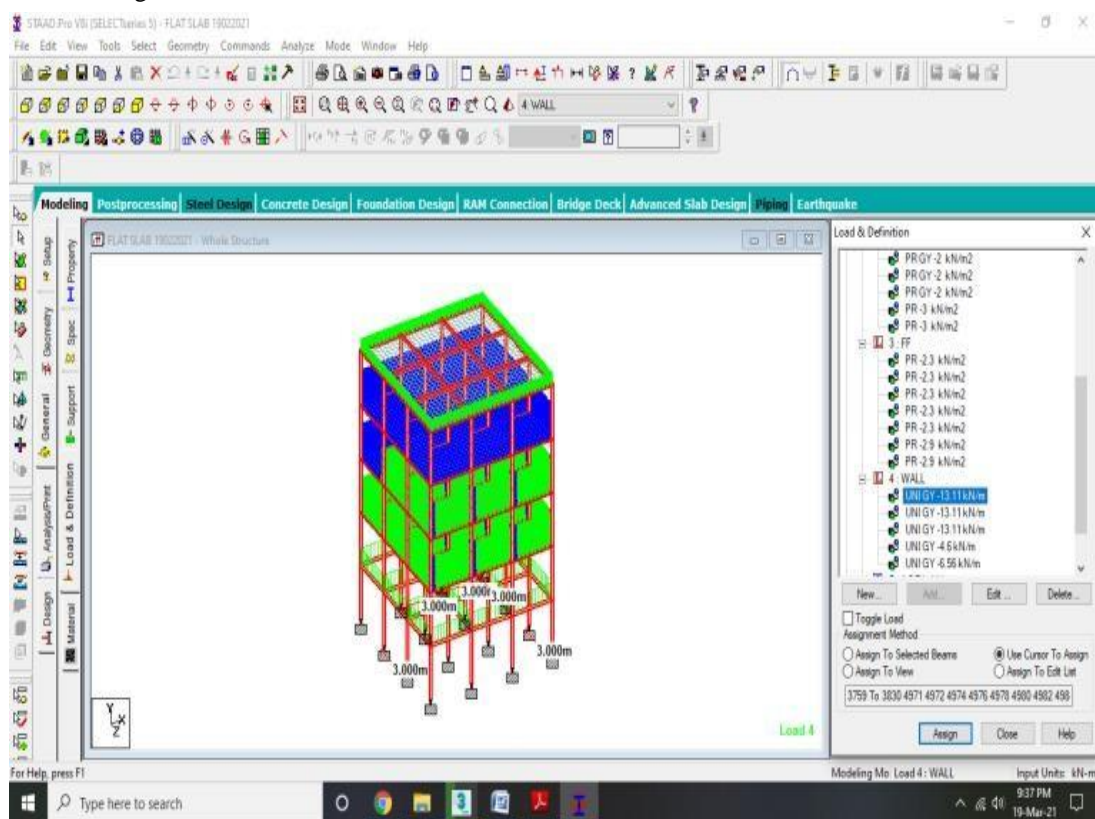 STAAD.Pro V8i (SELECTseries 5) - FLAT SLAB 19022021
File Edit View Tools Select Geometry Commands Analyze Mode Window Help
4 WALL
Modeling Postprocessing Steel Design Concrete Design Foundation Design RAM Connection Bridge Deck Advanced Slab Design Piping Earthquake
FLAT SLAB 19022021 - Whole Structure
Setup
Geometry
General
Analysis/Print
Design
Property
Spec
Support
Load & Definition
Material
3.000m
3.000m
3.000m
3.000m
Y
X
Z
Load 4
Load & Definition
PR GY -2 kN/m2
PR GY -2 kN/m2
PR GY -2 kN/m2
PR -3 kN/m2
PR -3 kN/m2
3 : FF
PR -2.3 kN/m2
PR -2.3 kN/m2
PR -2.3 kN/m2
PR -2.3 kN/m2
PR -2.3 kN/m2
PR -2.9 kN/m2
PR -2.9 kN/m2
4 : WALL
UNI GY -13.11 kN/m
UNI GY -13.11 kN/m
UNI GY -13.11 kN/m
UNI GY -4.6 kN/m
UNI GY -6.56 kN/m
New... Add... Edit ... Delete...
Toggle Load
Assignment Method
Assign To Selected Beams Use Cursor To Assign
Assign To View Assign To Edit List
3759 To 3830 4971 4972 4974 4976 4978 4980 4982 498
Assign Close Help
For Help, press F1
Modeling Mo Load 4 : WALL Input Units: kN-m
Type here to search
9:37 PM
19-Mar-21